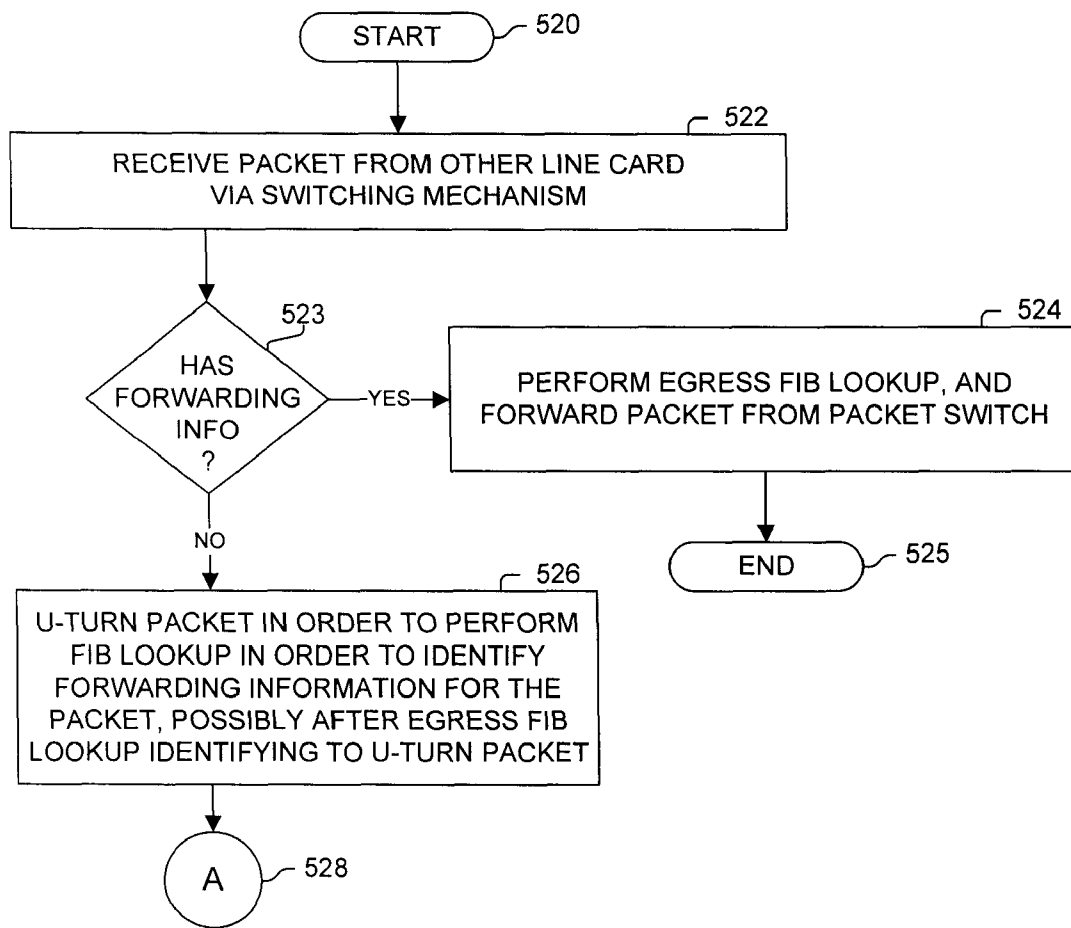 START
520
522
RECEIVE PACKET FROM OTHER LINE CARD
VIA SWITCHING MECHANISM
523
HAS
FORWARDING
INFO
?
YES
524
PERFORM EGRESS FIB LOOKUP, AND
FORWARD PACKET FROM PACKET SWITCH
END
525
NO
526
U-TURN PACKET IN ORDER TO PERFORM
FIB LOOKUP IN ORDER TO IDENTIFY
FORWARDING INFORMATION FOR THE
PACKET, POSSIBLY AFTER EGRESS FIB
LOOKUP IDENTIFYING TO U-TURN PACKET
A
528